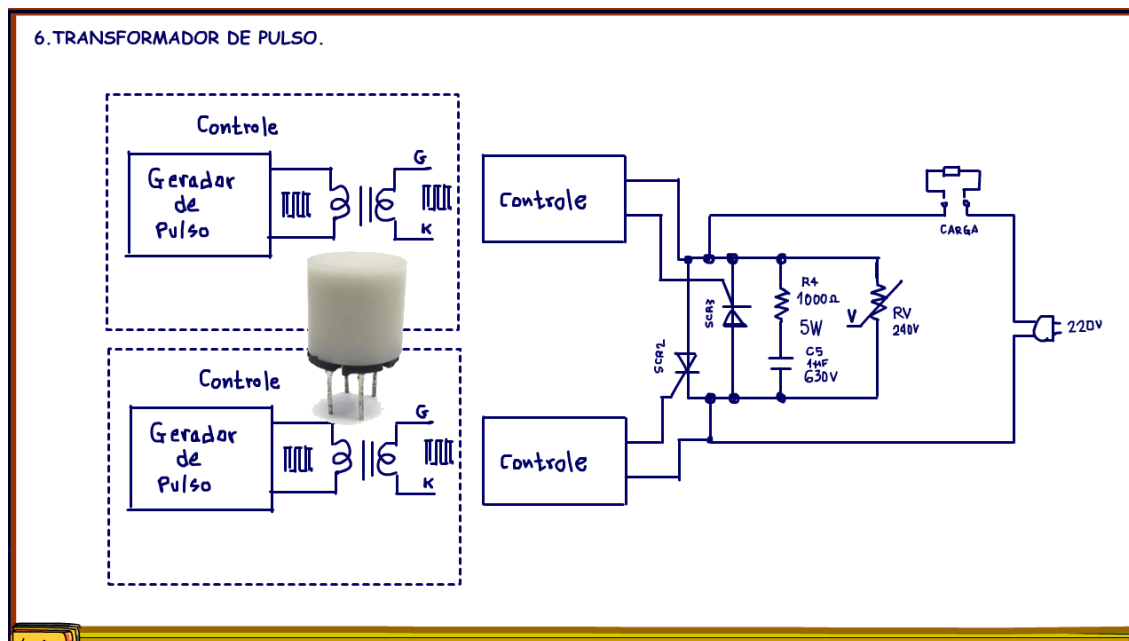 6.TRANSFORMADOR DE PULSO.
Controle
Gerador
de
Pulso
G
K
Controle
Gerador
de
Pulso
G
K
Controle
Controle
SCR2
SCR3
R4
1000Ω
5W
C5
1µF
630V
V
RV
240V
CARGA
220V